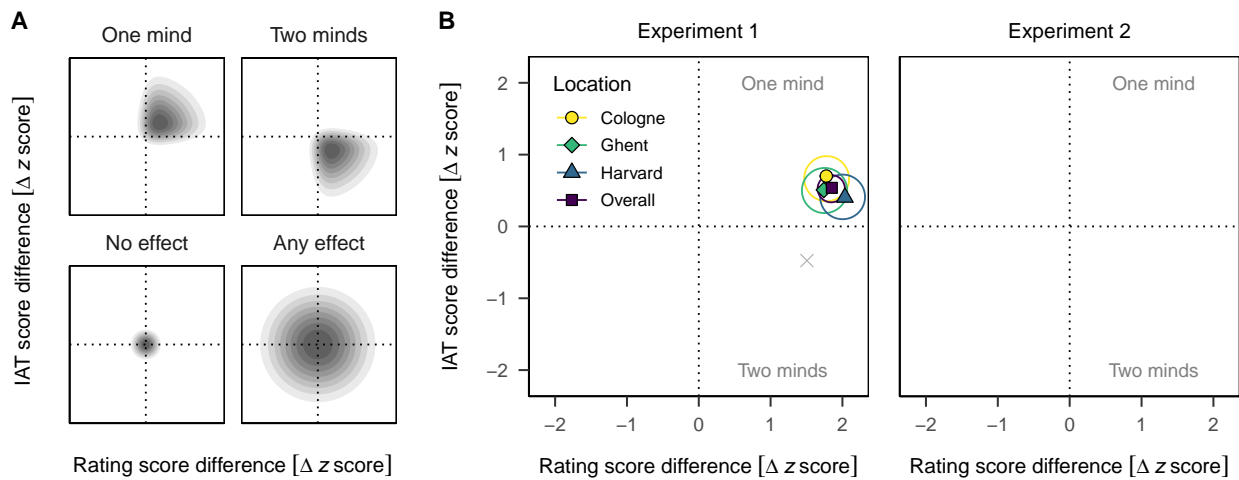 A
One mind
Two minds
No effect
Any effect
IAT score difference [Δ z score]
Rating score difference [Δ z score]
B
Experiment 1
Experiment 2
IAT score difference [Δ z score]
2
1
0
−1
−2
Location
Cologne
Ghent
Harvard
Overall
One mind
Two minds
One mind
Two minds
−2 −1 0 1 2
−2 −1 0 1 2
Rating score difference [Δ z score]
Rating score difference [Δ z score]